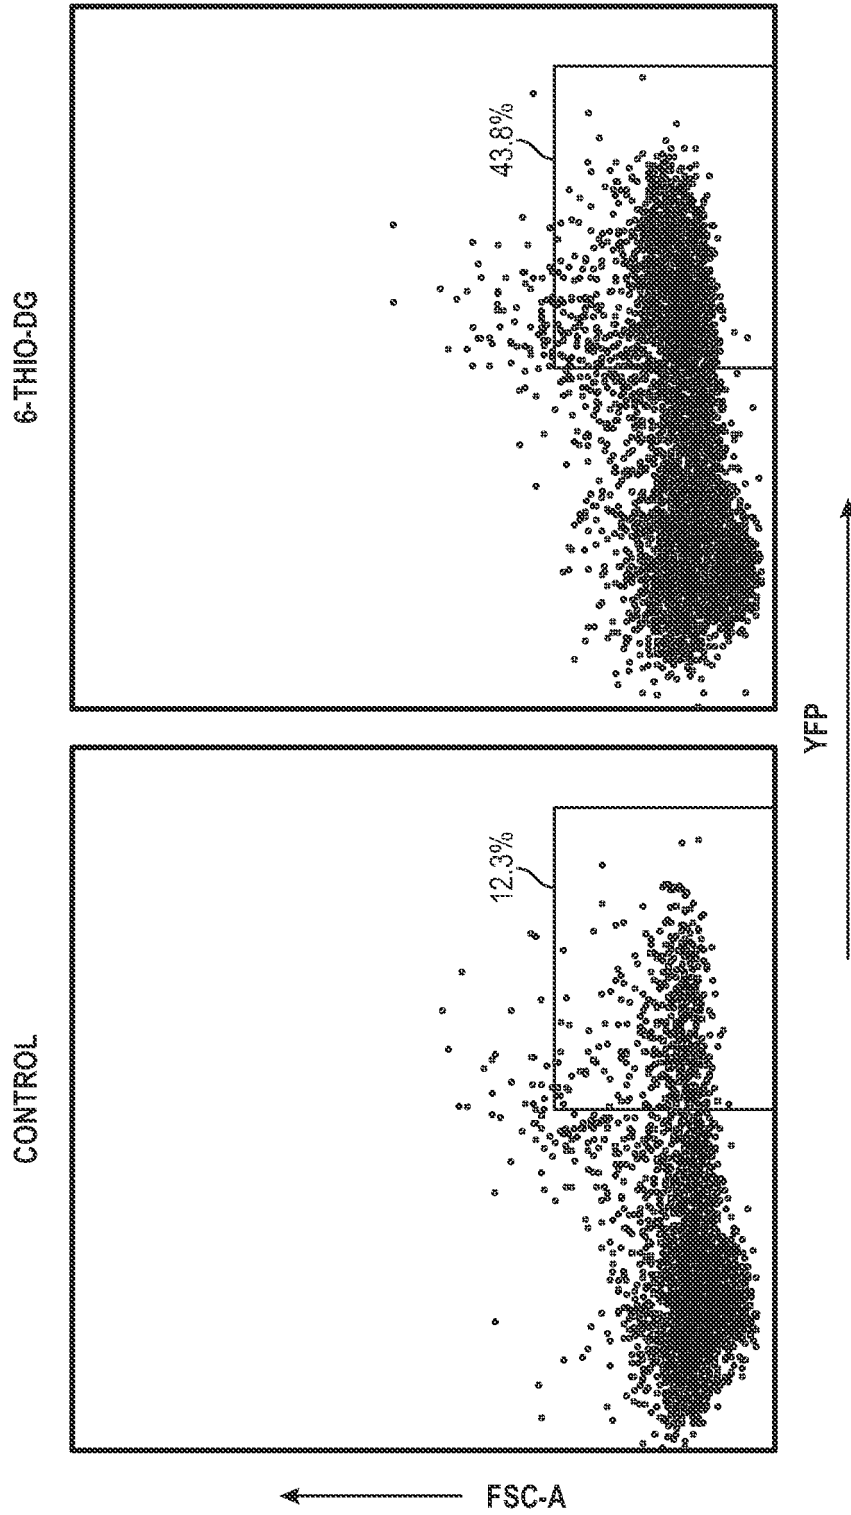 CONTROL
6-THIO-DG
12.3%
43.8%
FSC-A
YFP